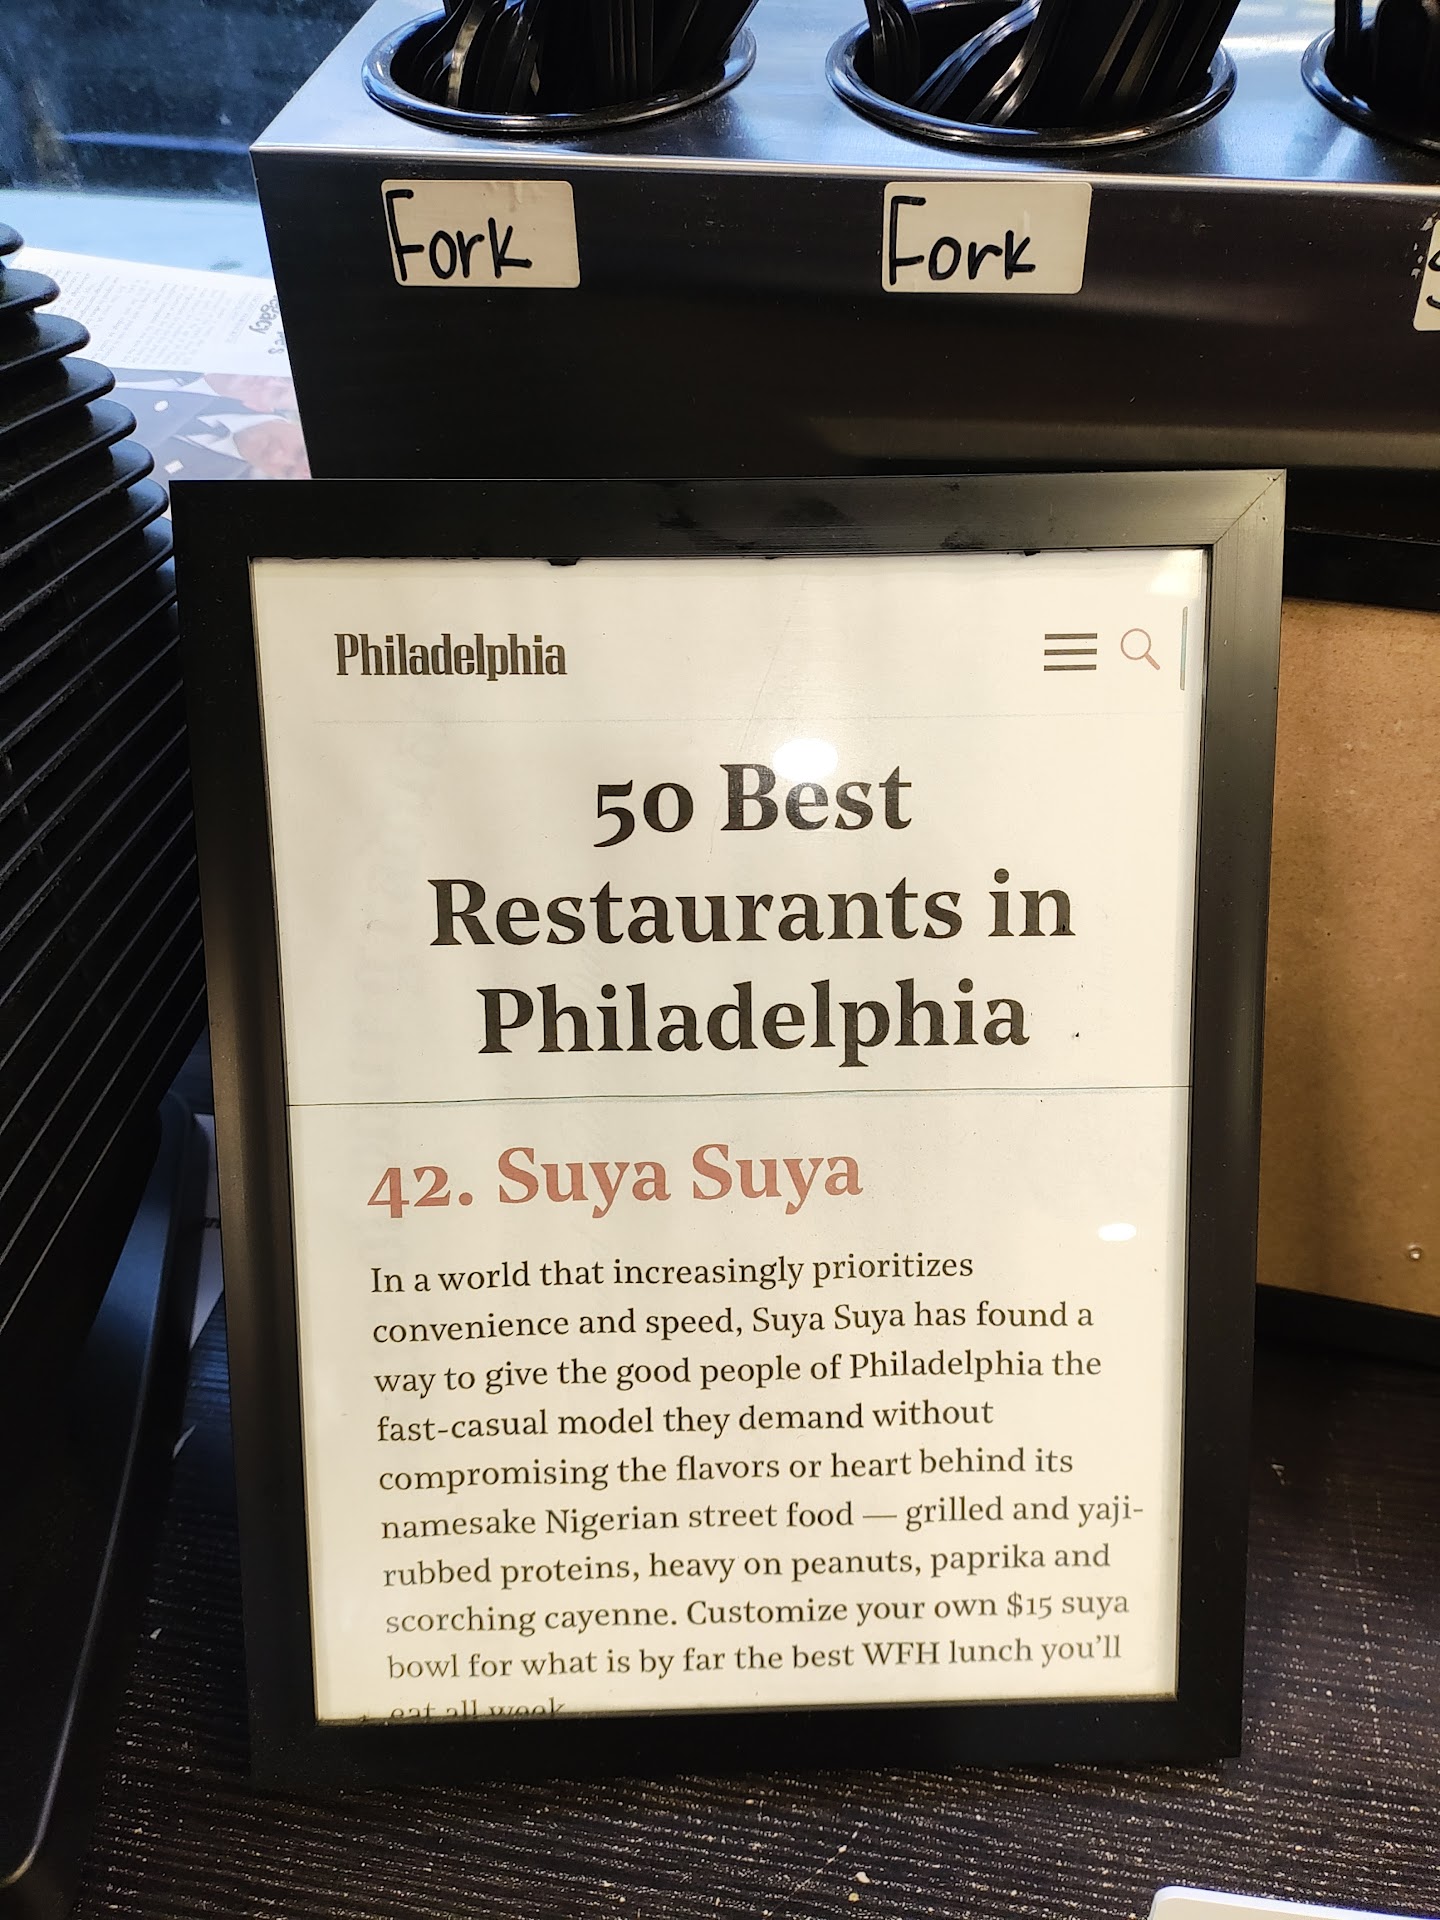 Fork
Fork
Philadelphia
50 Best
Restaurants in
Philadelphia
42. Suya Suya
In a world that increasingly prioritizes
convenience and speed, Suya Suya has found a
way to give the good people of Philadelphia the
fast-casual model they demand without
compromising the flavors or heart behind its
namesake Nigerian street food — grilled and yaji-
rubbed proteins, heavy on peanuts, paprika and
scorching cayenne. Customize your own $15 suya
bowl for what is by far the best WFH lunch you'll
eat all week